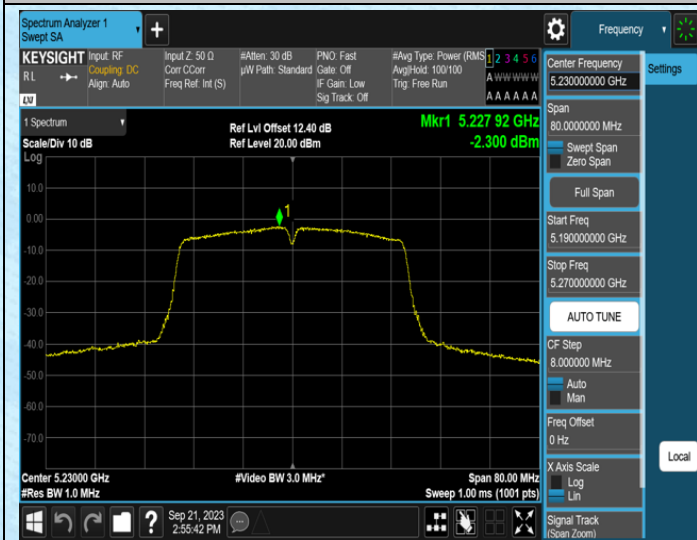 Spectrum Analyzer 1
Swept SA
+
Frequency
KEYSIGHT
R L
LXI
Input: RF
Coupling: DC
Align: Auto
Input Z: 50 Ω
Corr CCorr
Freq Ref: Int (S)
#Atten: 30 dB
µW Path: Standard
PNO: Fast
Gate: Off
IF Gain: Low
Sig Track: Off
#Avg Type: Power (RMS
Avg|Hold: 100/100
Trig: Free Run
1 2 3 4 5 6
A W W W W W
A A A A A A
1 Spectrum
Scale/Div 10 dB
Log
Ref Lvl Offset 12.40 dB
Ref Level 20.00 dBm
Mkr1 5.227 92 GHz
-2.300 dBm
10.0
0.00
-10.0
-20.0
-30.0
-40.0
-50.0
-60.0
-70.0
1
Center 5.23000 GHz
#Res BW 1.0 MHz
#Video BW 3.0 MHz*
Span 80.00 MHz
Sweep 1.00 ms (1001 pts)
?
Sep 21, 2023
2:55:42 PM
Center Frequency
5.230000000 GHz
Span
80.0000000 MHz
Swept Span
Zero Span
Full Span
Start Freq
5.190000000 GHz
Stop Freq
5.270000000 GHz
AUTO TUNE
CF Step
8.000000 MHz
Auto
Man
Freq Offset
0 Hz
X Axis Scale
Log
Lin
Signal Track
(Span Zoom)
Settings
Local